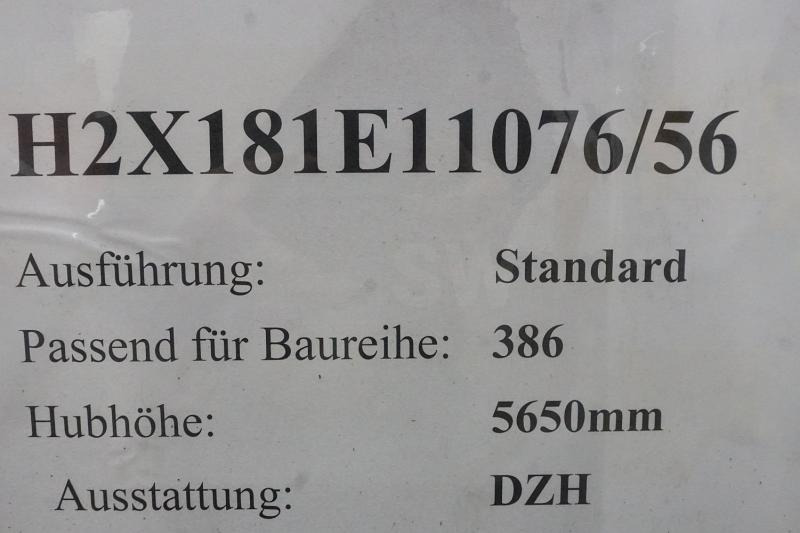 H2X181E11076/56
Ausführung: Standard
Passend für Baureihe: 386
Hubhöhe: 5650mm
Ausstattung: DZH